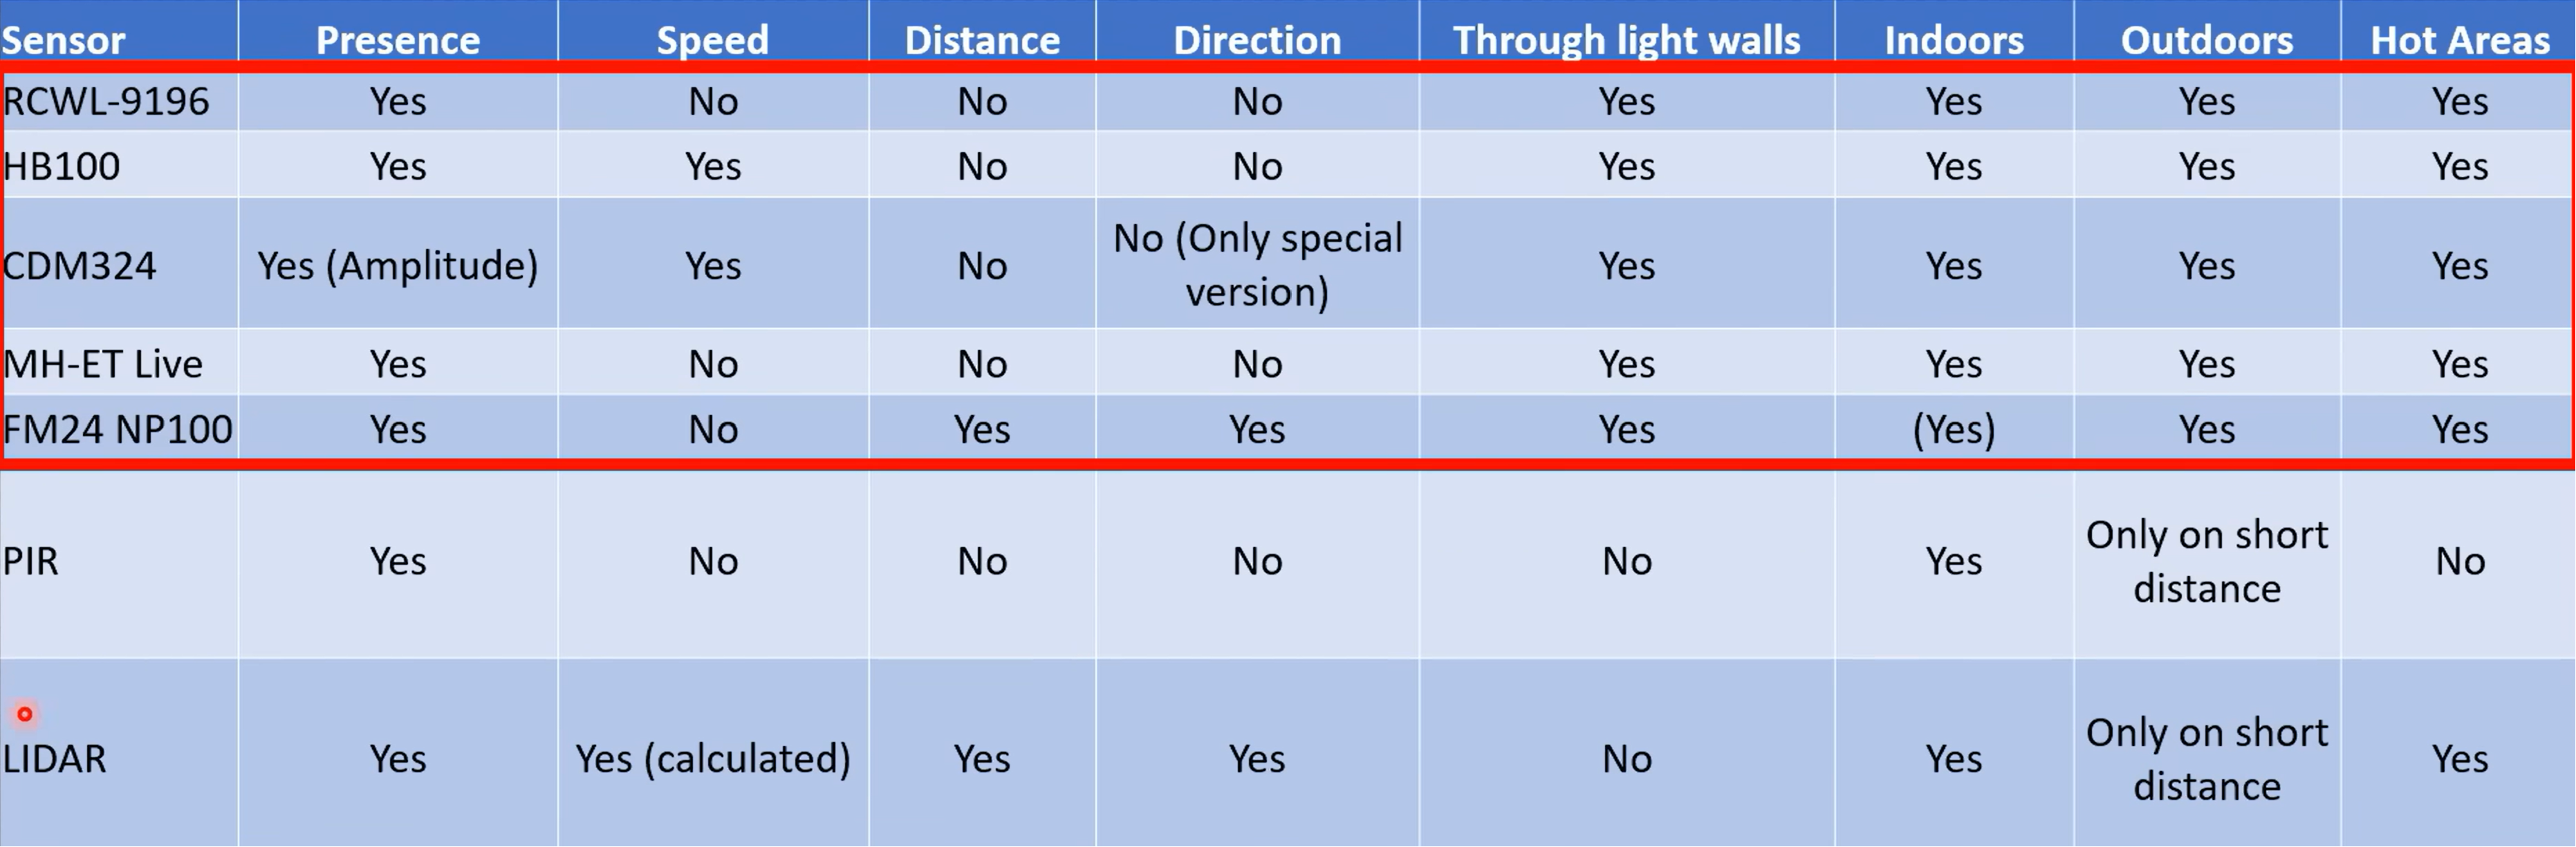 Sensor Presence Speed Distance Direction Through light walls Indoors Outdoors Hot Areas
RCWL-9196 Yes No No No Yes Yes Yes Yes
HB100 Yes Yes No No Yes Yes Yes Yes
CDM324 Yes (Amplitude) Yes No No (Only special version) Yes Yes Yes Yes
MH-ET Live Yes No No No Yes Yes Yes Yes
FM24 NP100 Yes No Yes Yes Yes (Yes) Yes Yes
PIR Yes No No No No Yes Only on short distance No
LIDAR Yes Yes (calculated) Yes Yes No Yes Only on short distance Yes